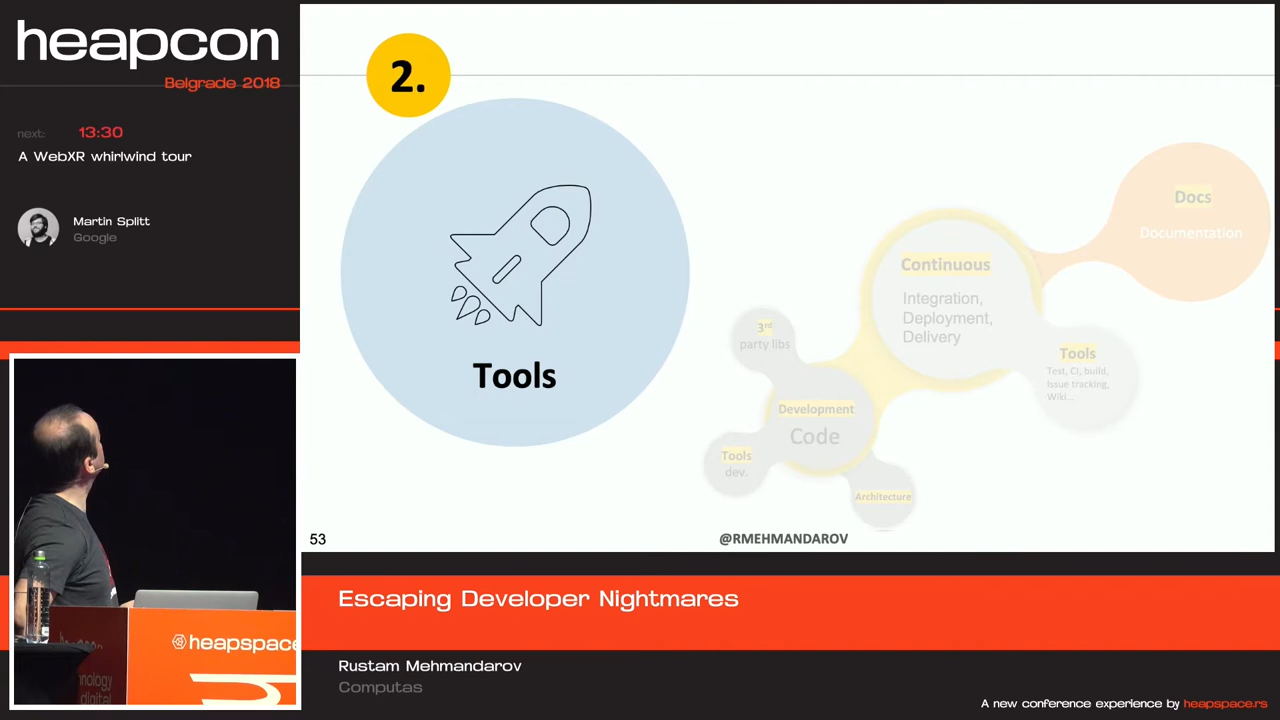 heapcon
Belgrade 2018
next: 13:30
A WebXR whirlwind tour
Martin Splitt
Google
2.
Tools
Docs
Documentation
Continuous
Integration,
Deployment,
Delivery
3rd
party libs
Tools
Test, CI, build,
Issue tracking,
Wiki...
Development
Code
Tools
dev.
Architecture
53
@RMEHMANDAROV
heapspace
Escaping Developer Nightmares
Rustam Mehmandarov
Computas
A new conference experience by heapspace.rs